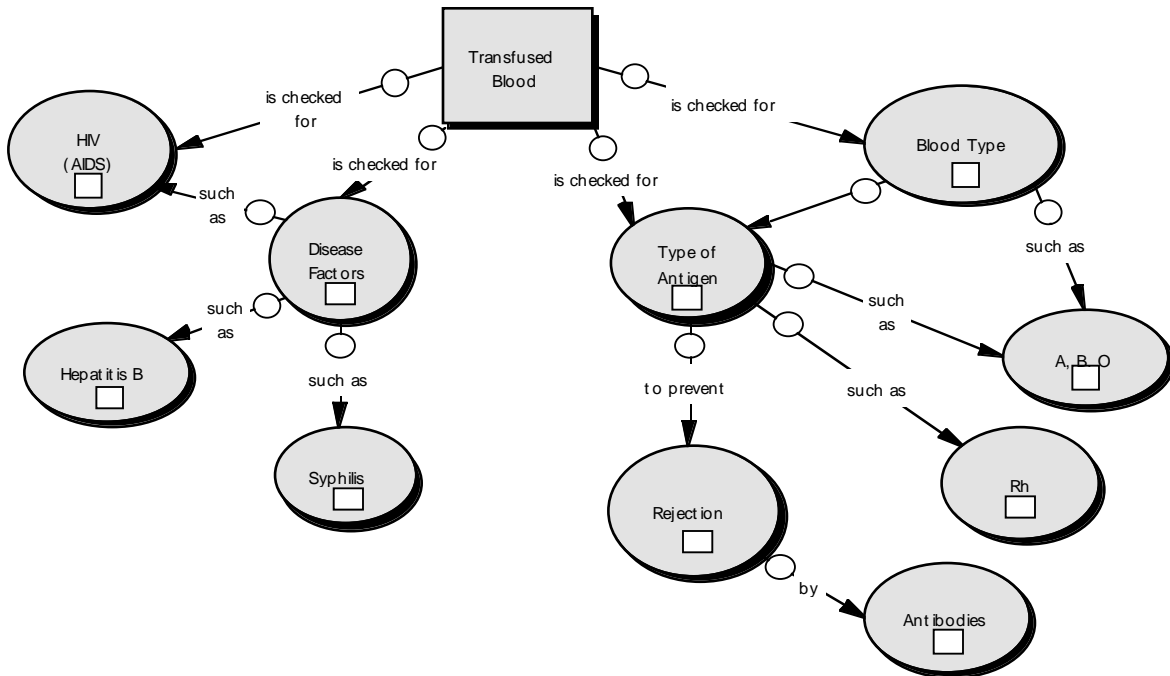 Transfused
Blood
is checked
for
is checked for
HIV
(AIDS)
Blood Type
is checked for
is checked for
such
as
such as
Disease
Factors
Type of
Antigen
such
as
such
as
A, B, O
Hepatitis B
such as
to prevent
such as
Syphilis
Rh
Rejection
by
Antibodies